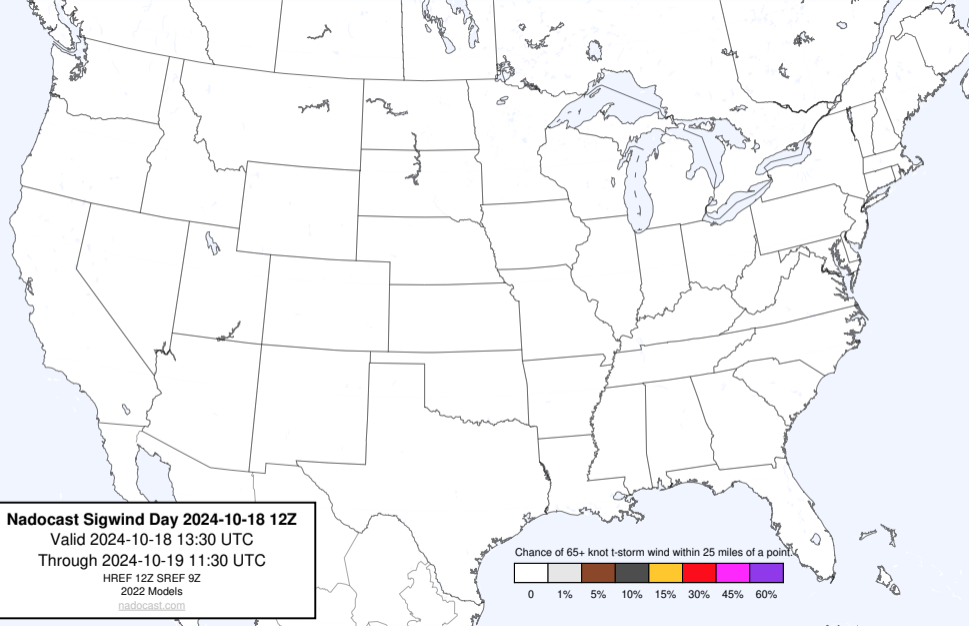 Nadocast Sigwind Day 2024-10-18 12Z
Valid 2024-10-18 13:30 UTC
Through 2024-10-19 11:30 UTC
HREF 12Z SREF 9Z
2022 Models
nadocast.com
Chance of 65+ knot t-storm wind within 25 miles of a point.
0 1% 5% 10% 15% 30% 45% 60%